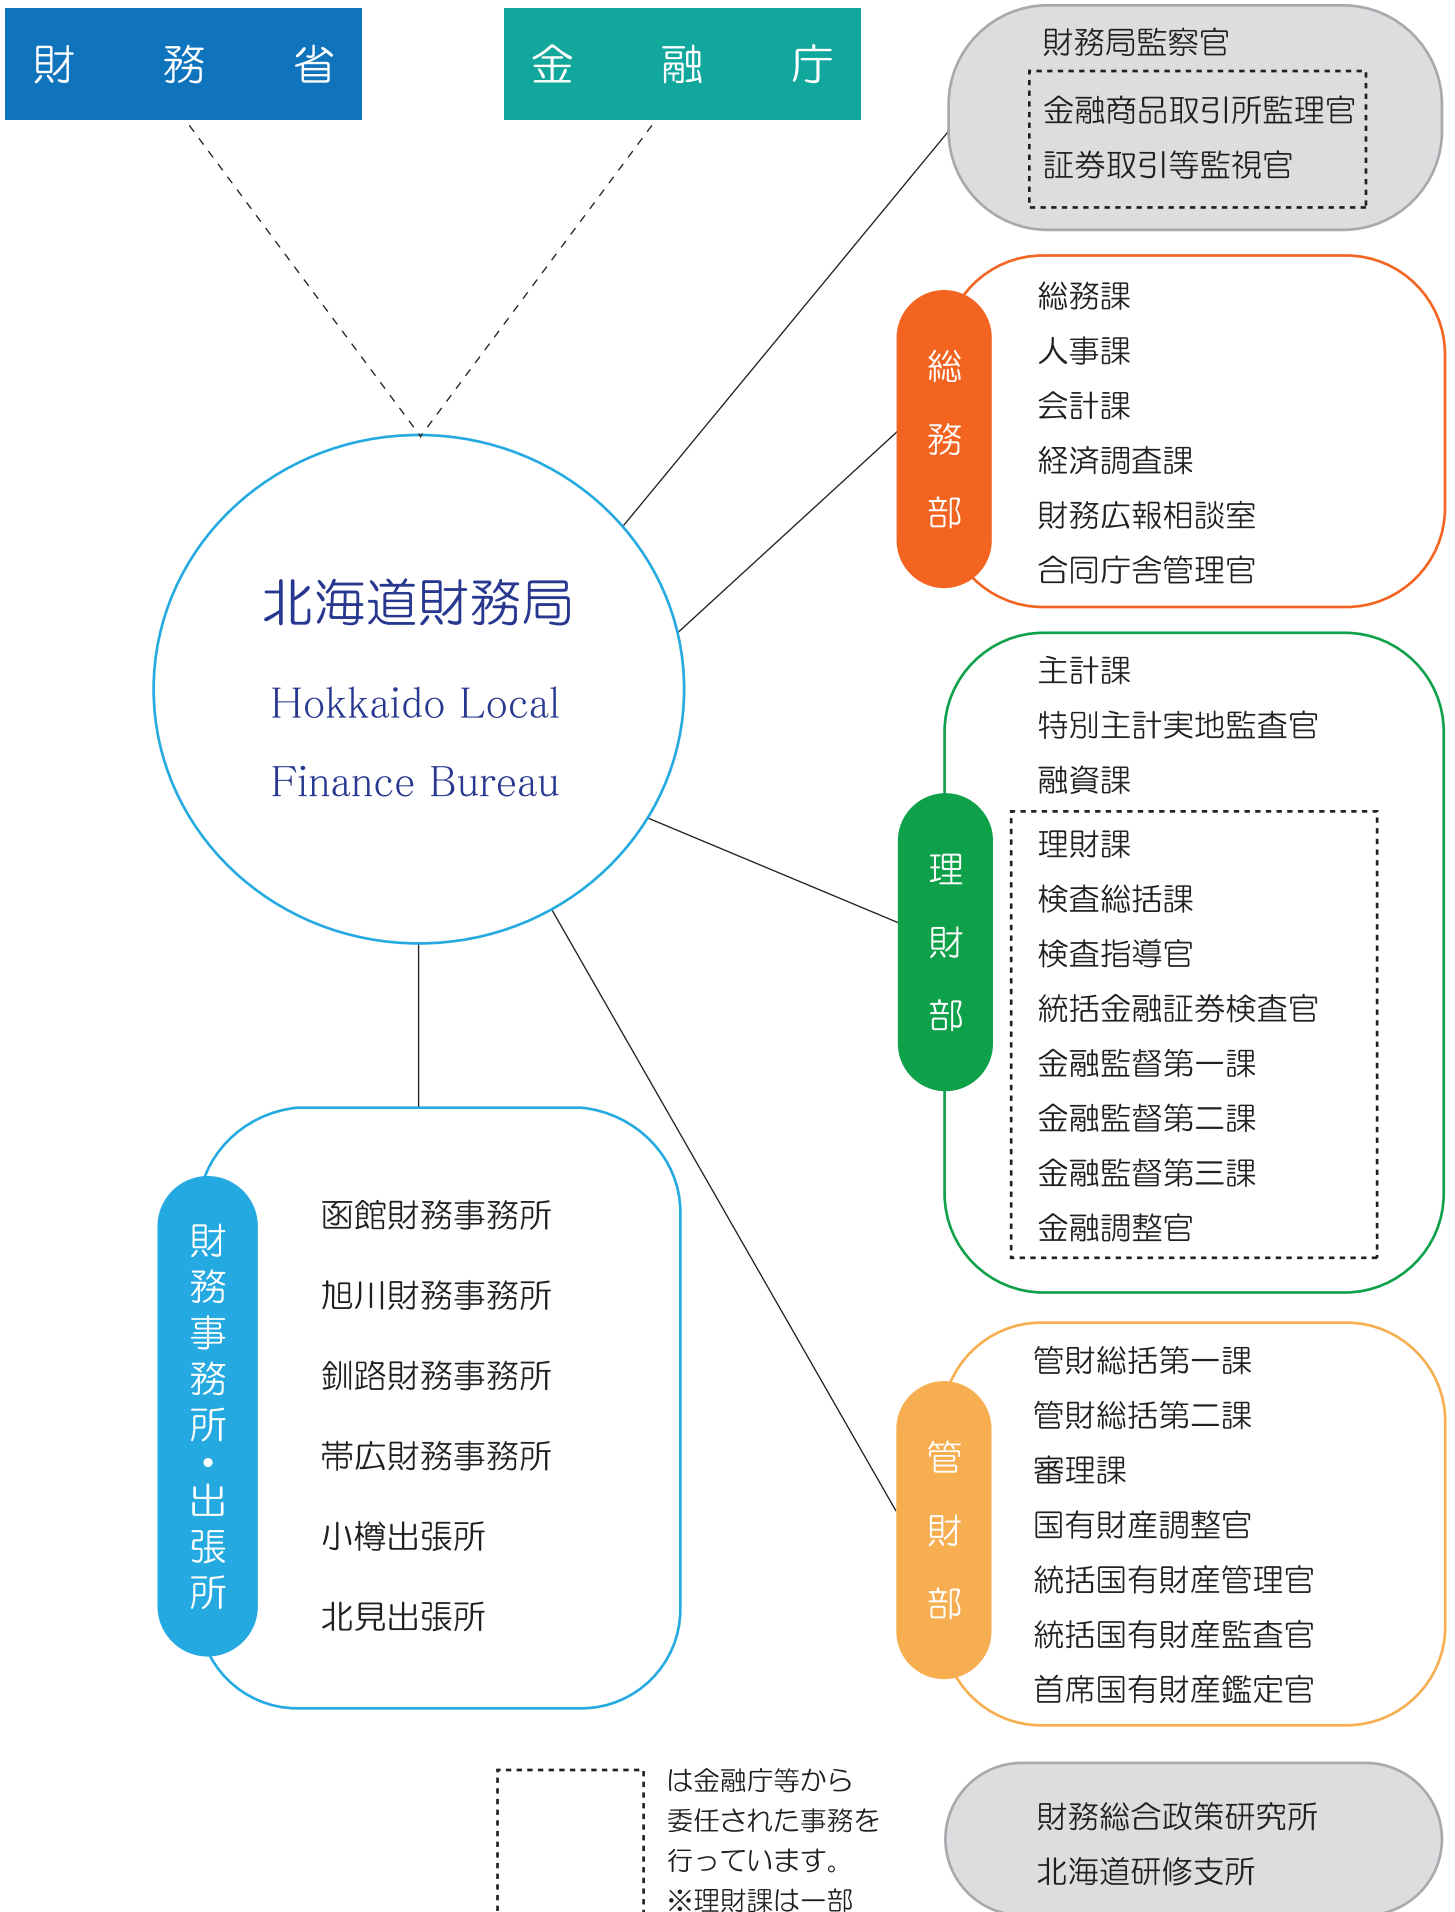 財務省
金融庁
財務局監察官
金融商品取引所監理官
証券取引等監視官
総務部
総務課
人事課
会計課
経済調査課
財務広報相談室
合同庁舎管理官
北海道財務局
Hokkaido Local
Finance Bureau
理財部
主計課
特別主計実地監査官
融資課
理財課
検査総括課
検査指導官
統括金融証券検査官
金融監督第一課
金融監督第二課
金融監督第三課
金融調整官
財務事務所・出張所
函館財務事務所
旭川財務事務所
釧路財務事務所
帯広財務事務所
小樽出張所
北見出張所
管財部
管財総括第一課
管財総括第二課
審理課
国有財産調整官
統括国有財産管理官
統括国有財産監査官
首席国有財産鑑定官
は金融庁等から
委任された事務を
行っています。
※理財課は一部
財務総合政策研究所
北海道研修支所